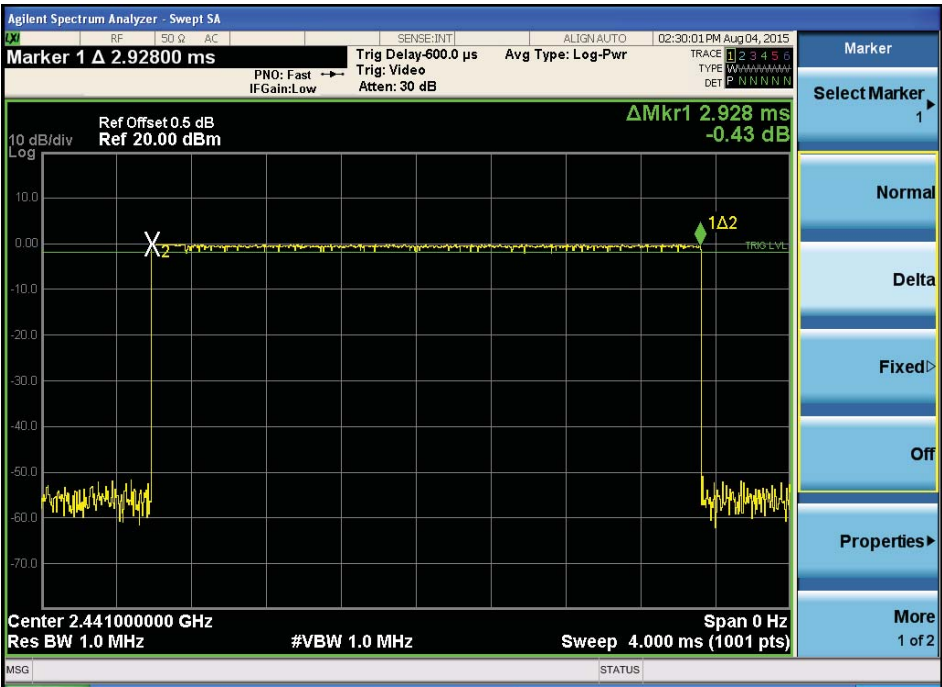 Agilent Spectrum Analyzer - Swept SA
LXI RF 50 Ω AC SENSE:INT ALIGN AUTO 02:30:01 PM Aug 04, 2015
Marker 1 Δ 2.92800 ms
PNO: Fast
IFGain:Low
Trig Delay-600.0 µs
Trig: Video
Atten: 30 dB
Avg Type: Log-Pwr
TRACE 1 2 3 4 5 6
TYPE WWWWWW
DET P N N N N N
Marker
Select Marker
1
Normal
Delta
Fixed
Off
Properties
More
1 of 2
ΔMkr1 2.928 ms
-0.43 dB
Ref Offset 0.5 dB
10 dB/div Ref 20.00 dBm
Log
10.0
0.00
-10.0
-20.0
-30.0
-40.0
-50.0
-60.0
-70.0
2
1Δ2
TRIG LVL
Center 2.441000000 GHz Span 0 Hz
Res BW 1.0 MHz #VBW 1.0 MHz Sweep 4.000 ms (1001 pts)
MSG STATUS